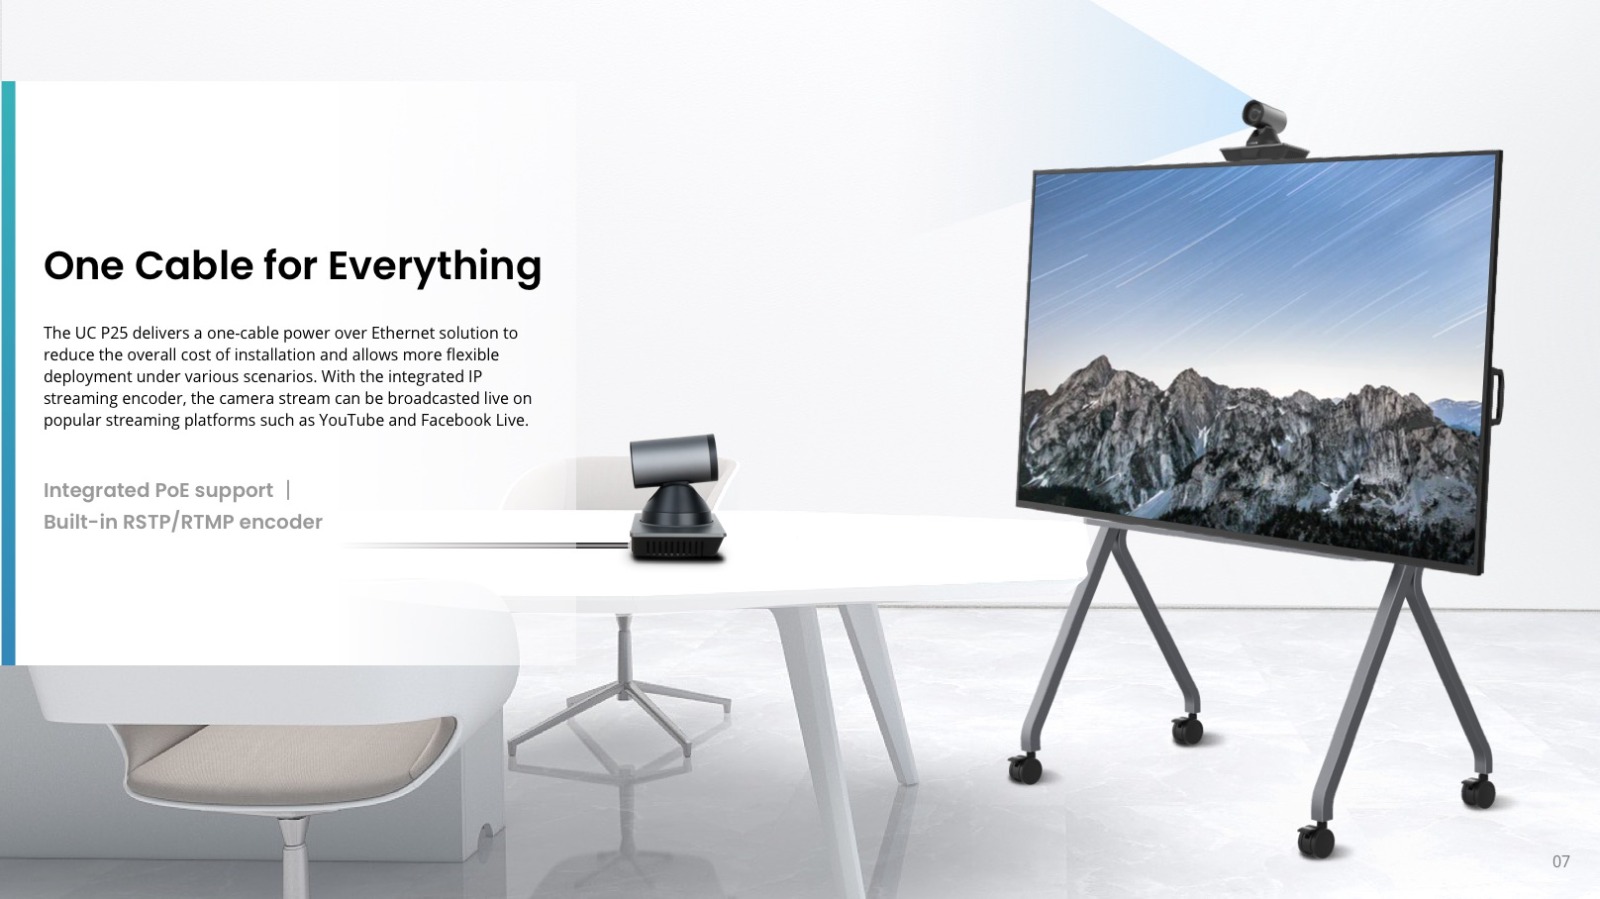 One Cable for Everything
The UC P25 delivers a one-cable power over Ethernet solution to
reduce the overall cost of installation and allows more flexible
deployment under various scenarios. With the integrated IP
streaming encoder, the camera stream can be broadcasted live on
popular streaming platforms such as YouTube and Facebook Live.
Integrated PoE support |
Built-in RSTP/RTMP encoder
07